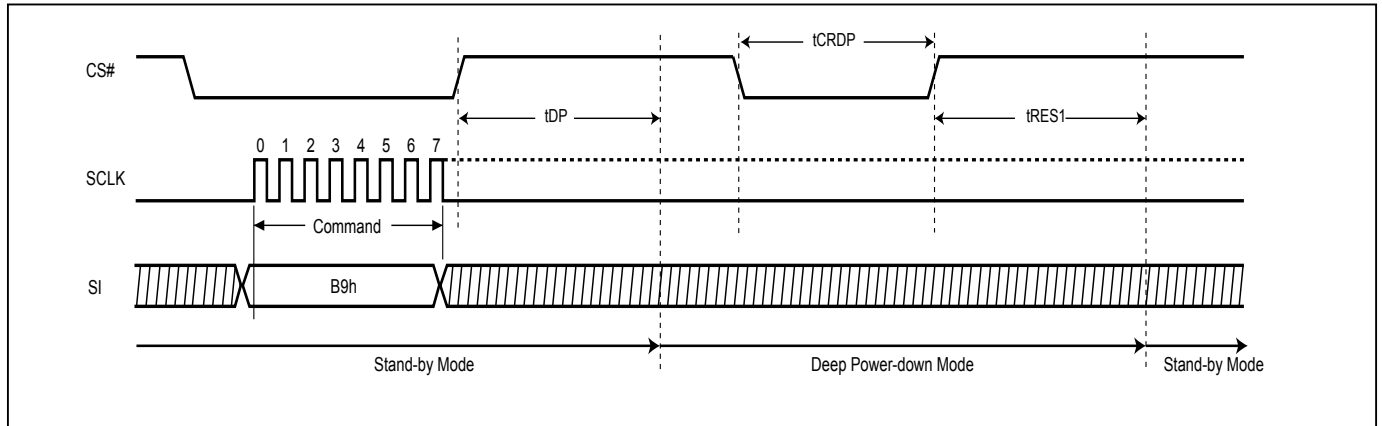 tCRDP
CS#
tDP
tRES1
0 1 2 3 4 5 6 7
SCLK
Command
SI
B9h
Stand-by Mode
Deep Power-down Mode
Stand-by Mode